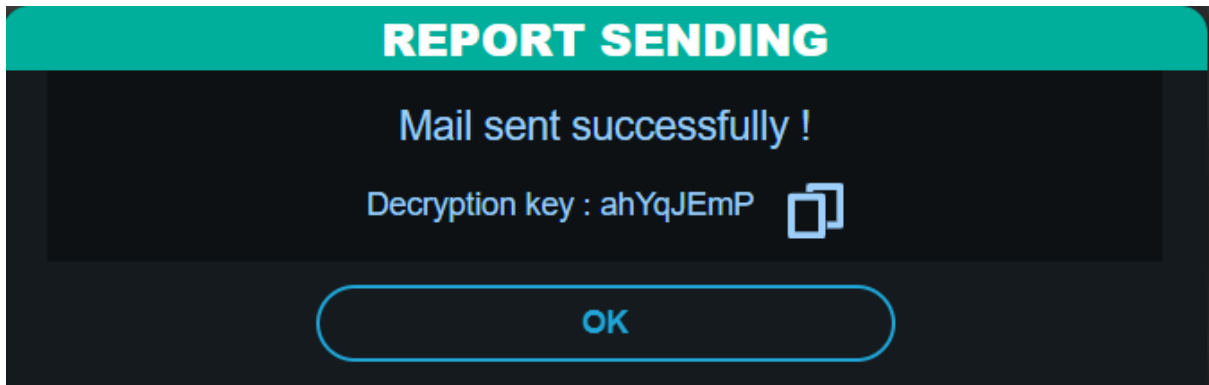 REPORT SENDING
Mail sent successfully !
Decryption key : ahYqJEmP
OK